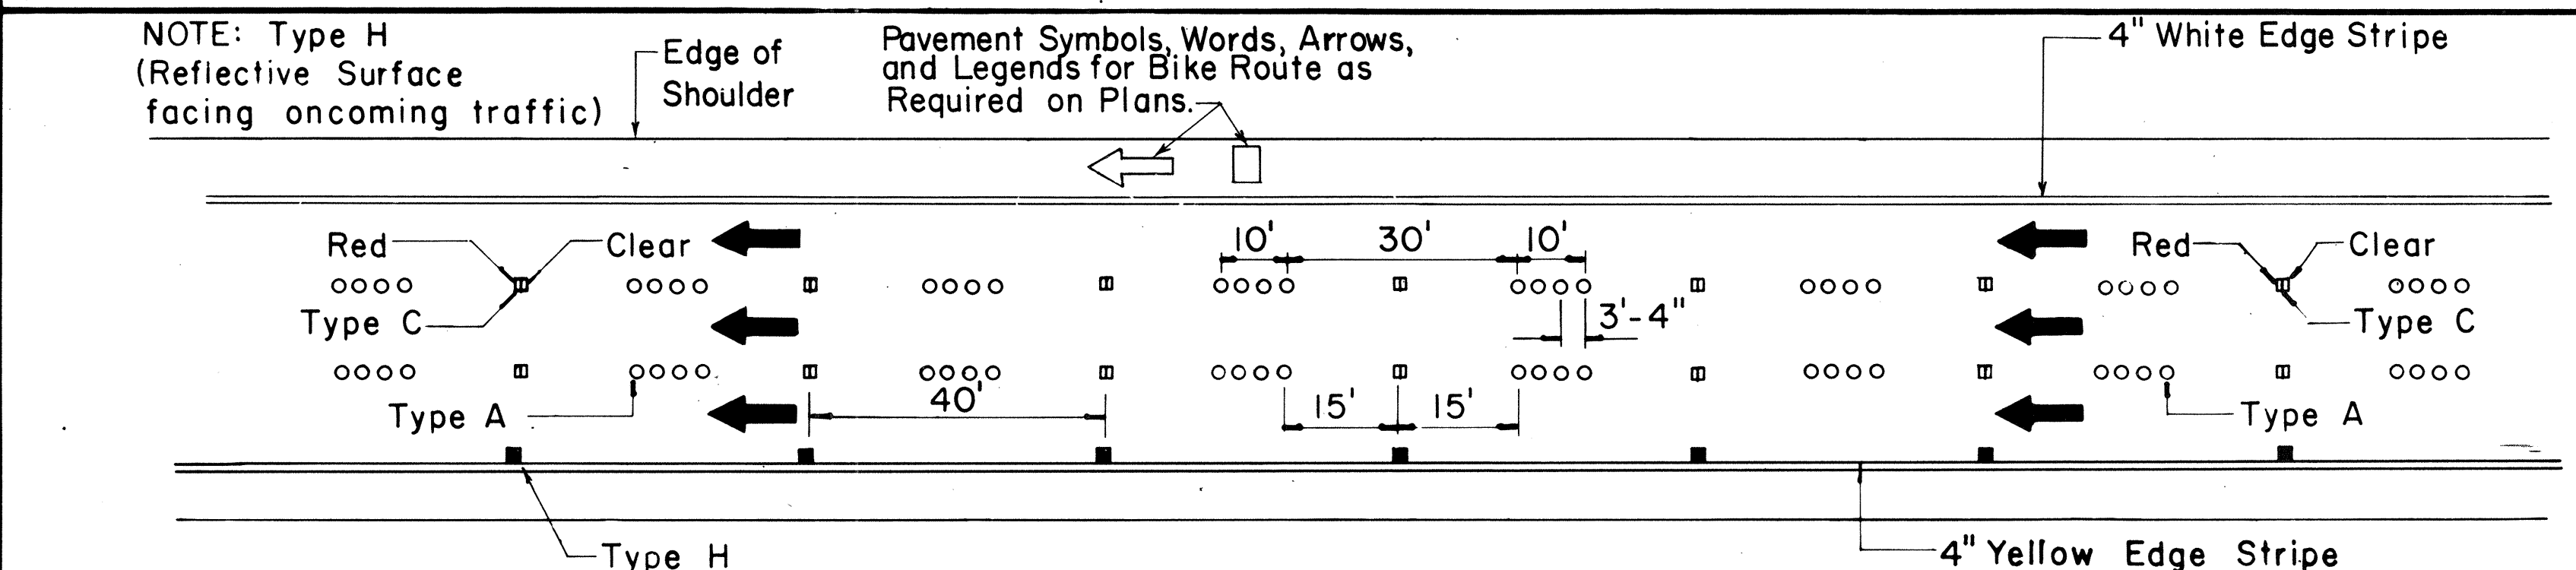 NOTE: Type H
(Reflective Surface
facing oncoming traffic)
Edge of
Shoulder
Pavement Symbols, Words, Arrows,
and Legends for Bike Route as
Required on Plans.
4" White Edge Stripe
Red
Clear
10'
30'
10'
Red
Clear
Type C
3'-4"
Type C
Type A
40'
15'
15'
Type A
Type H
4" Yellow Edge Stripe